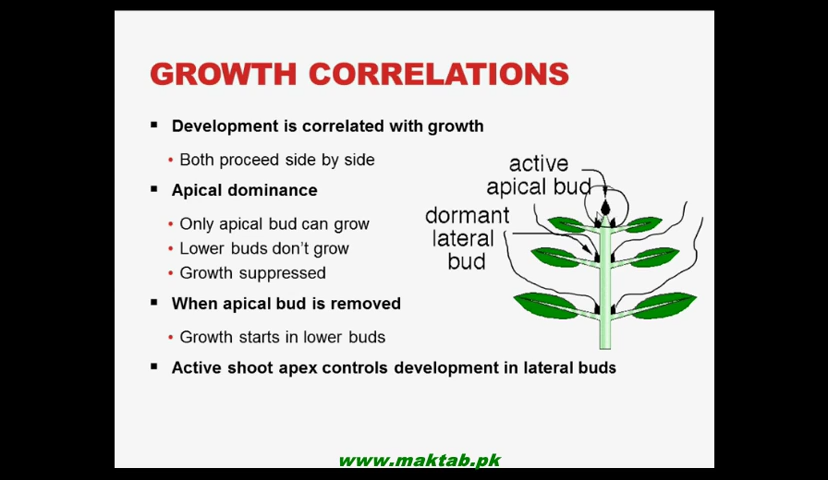 GROWTH CORRELATIONS
▪ Development is correlated with growth
• Both proceed side by side
▪ Apical dominance
• Only apical bud can grow
• Lower buds don't grow
• Growth suppressed
▪ When apical bud is removed
• Growth starts in lower buds
▪ Active shoot apex controls development in lateral buds
active
apical bud
dormant
lateral
bud
www.maktab.pk